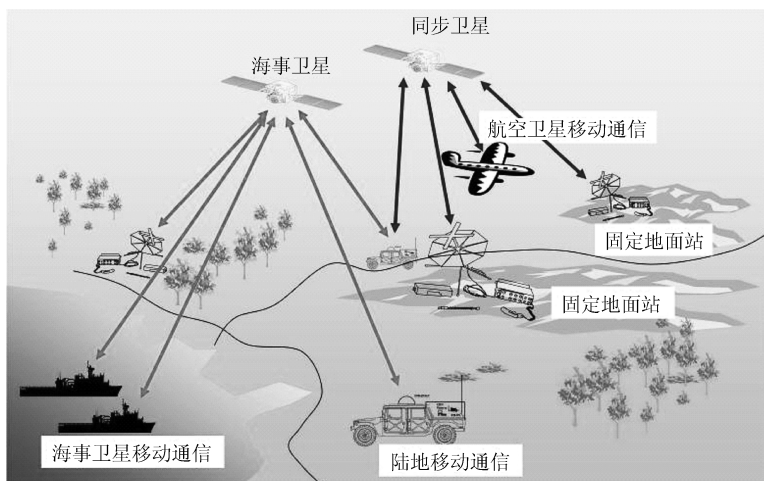 同步卫星
海事卫星
航空卫星移动通信
固定地面站
固定地面站
海事卫星移动通信
陆地移动通信